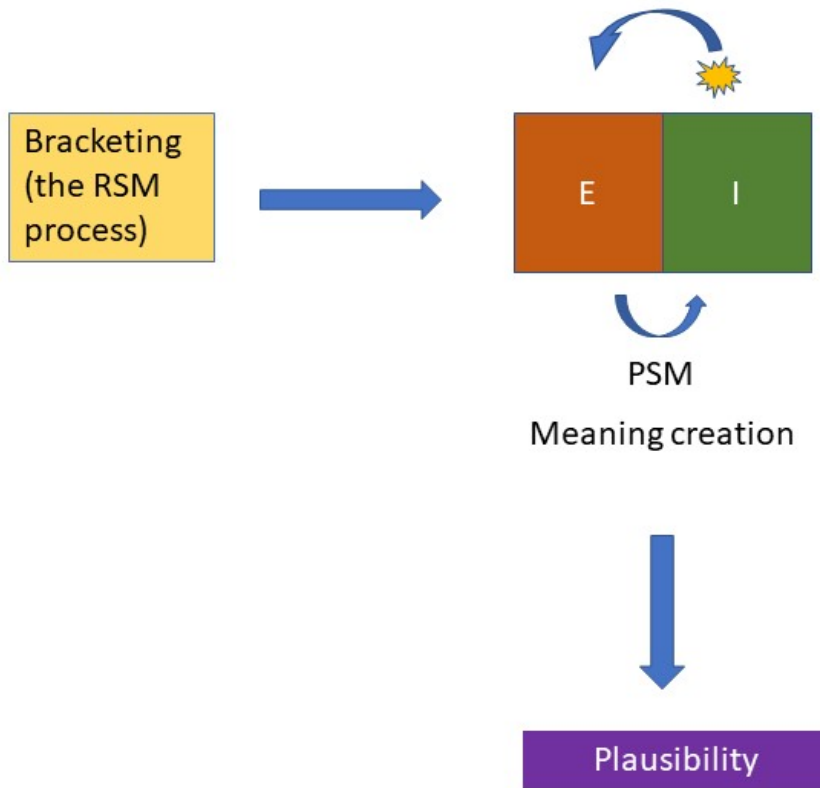 Bracketing
(the RSM
process)
E
I
PSM
Meaning creation
Plausibility